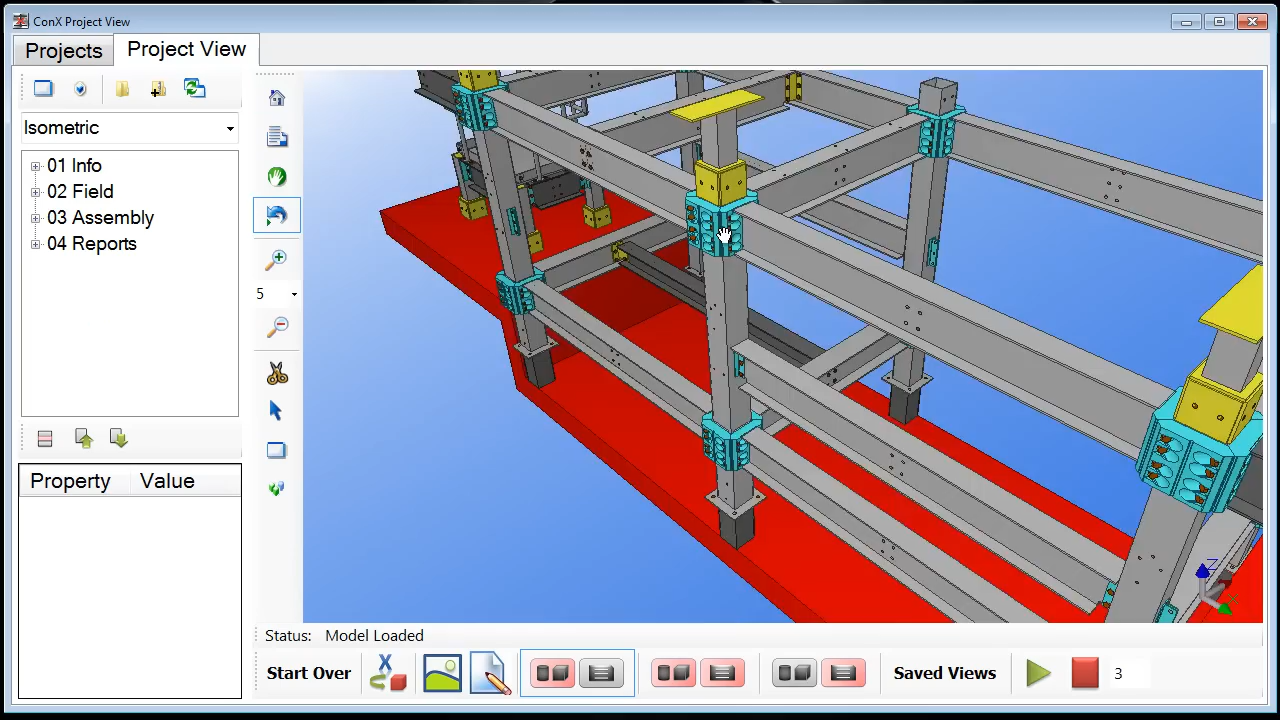 ConX Project View
Projects
Project View
Isometric
01 Info
02 Field
03 Assembly
04 Reports
5
Property Value
Z
Status: Model Loaded
Start Over
Saved Views
3